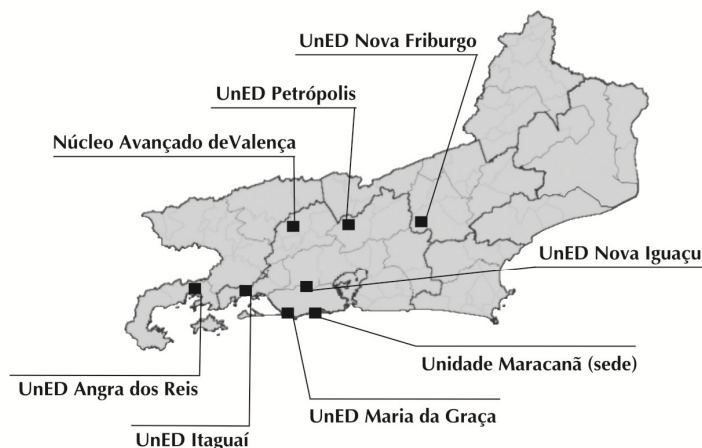 UnED Nova Friburgo
UnED Petrópolis
Núcleo Avançado deValença
UnED Nova Iguaçu
Unidade Maracanã (sede)
UnED Angra dos Reis
UnED Maria da Graça
UnED Itaguaí